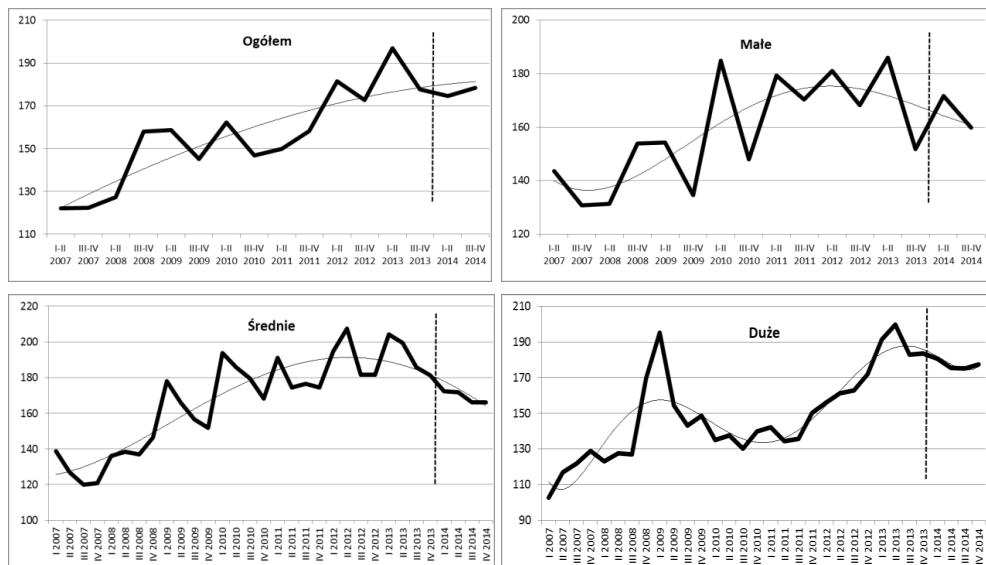 Ogółem
210
190
170
150
130
110
I-II III-IV I-II III-IV I-II III-IV I-II III-IV I-II III-IV I-II III-IV I-II III-IV I-II III-IV
2007 2007 2008 2008 2009 2009 2010 2010 2011 2011 2012 2012 2013 2013 2014 2014
Małe
200
180
160
140
120
I-II III-IV I-II III-IV I-II III-IV I-II III-IV I-II III-IV I-II III-IV I-II III-IV I-II III-IV
2007 2007 2008 2008 2009 2009 2010 2010 2011 2011 2012 2012 2013 2013 2014 2014
Średnie
220
200
180
160
140
120
100
I 2007
II 2007
III 2007
IV 2007
I 2008
II 2008
III 2008
IV 2008
I 2009
II 2009
III 2009
IV 2009
I 2010
II 2010
III 2010
IV 2010
I 2011
II 2011
III 2011
IV 2011
I 2012
II 2012
III 2012
IV 2012
I 2013
II 2013
III 2013
IV 2013
I 2014
II 2014
III 2014
IV 2014
Duże
210
190
170
150
130
110
90
I 2007
II 2007
III 2007
IV 2007
I 2008
II 2008
III 2008
IV 2008
I 2009
II 2009
III 2009
IV 2009
I 2010
II 2010
III 2010
IV 2010
I 2011
II 2011
III 2011
IV 2011
I 2012
II 2012
III 2012
IV 2012
I 2013
II 2013
III 2013
IV 2013
I 2014
II 2014
III 2014
IV 2014